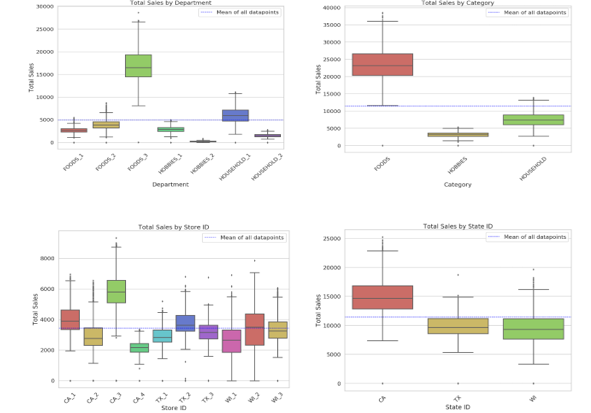 Total Sales by Department
Mean of all datapoints
Total Sales
30000
25000
20000
15000
10000
5000
0
FOODS_1
FOODS_2
FOODS_3
HOBBIES_1
HOBBIES_2
HOUSEHOLD_1
HOUSEHOLD_2
Department
Total Sales by Category
Mean of all datapoints
Total Sales
40000
35000
30000
25000
20000
15000
10000
5000
0
FOODS
HOBBIES
HOUSEHOLD
Category
Total Sales by Store ID
Mean of all datapoints
Total Sales
8000
6000
4000
2000
0
CA_1
CA_2
CA_3
CA_4
TX_1
TX_2
TX_3
WI_1
WI_2
WI_3
Store ID
Total Sales by State ID
Mean of all datapoints
Total Sales
25000
20000
15000
10000
5000
0
CA
TX
WI
State ID